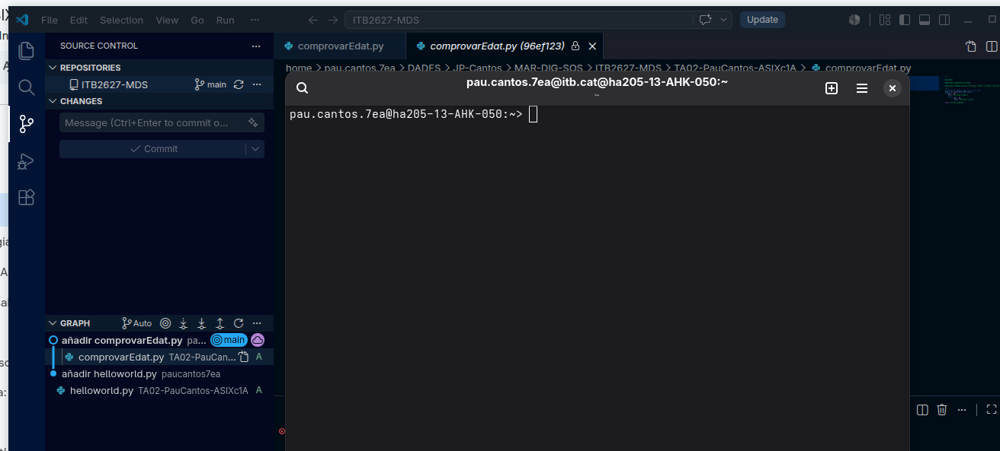 File Edit Selection View Go Run ··· ITB2627-MDS Update
SOURCE CONTROL ···
REPOSITORIES
ITB2627-MDS main ···
CHANGES
Message (Ctrl+Enter to commit o...
Commit
GRAPH Auto ···
añadir comprovarEdat.py pa... main
comprovarEdat.py TA02-PauCan... A
añadir helloworld.py paucantos7ea
helloworld.py TA02-PauCantos-ASIXc1A A
comprovarEdat.py comprovarEdat.py (96ef123)
home > pau.cantos.7ea > DADES > JP-Cantos > MAR-DIG-SOS > ITB2627-MDS > TA02-PauCantos-ASIXc1A > comprovarEdat.py
pau.cantos.7ea@itb.cat@ha205-13-AHK-050:~
~
pau.cantos.7ea@ha205-13-AHK-050:~>